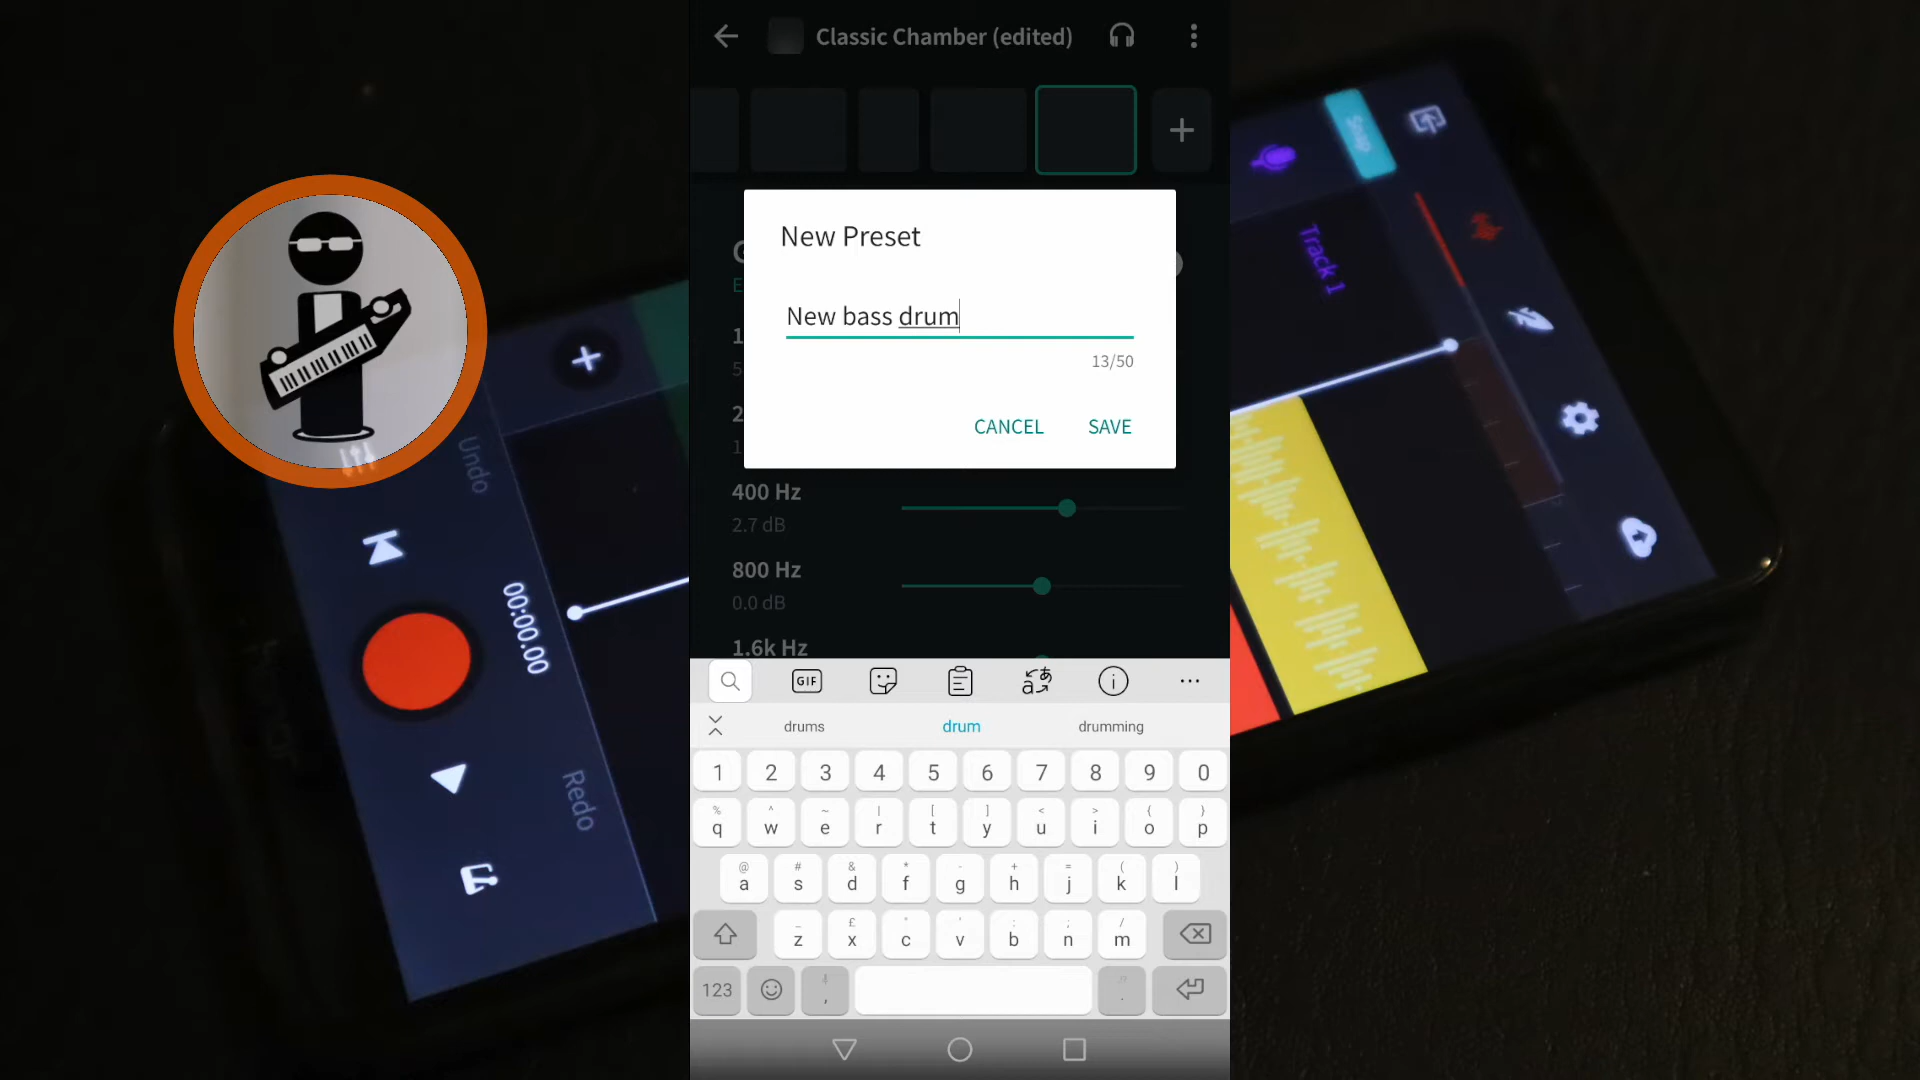 Classic Chamber (edited)
New Preset
New bass drum
13/50
CANCEL
SAVE
400 Hz
2.7 dB
800 Hz
0.0 dB
1.6k Hz
GIF
drums
drum
drumming
1 2 3 4 5 6 7 8 9 0
q w e r t y u i o p
a s d f g h j k l
z x c v b n m
123
Undo
00:00.00
Redo
Snap
Track 1